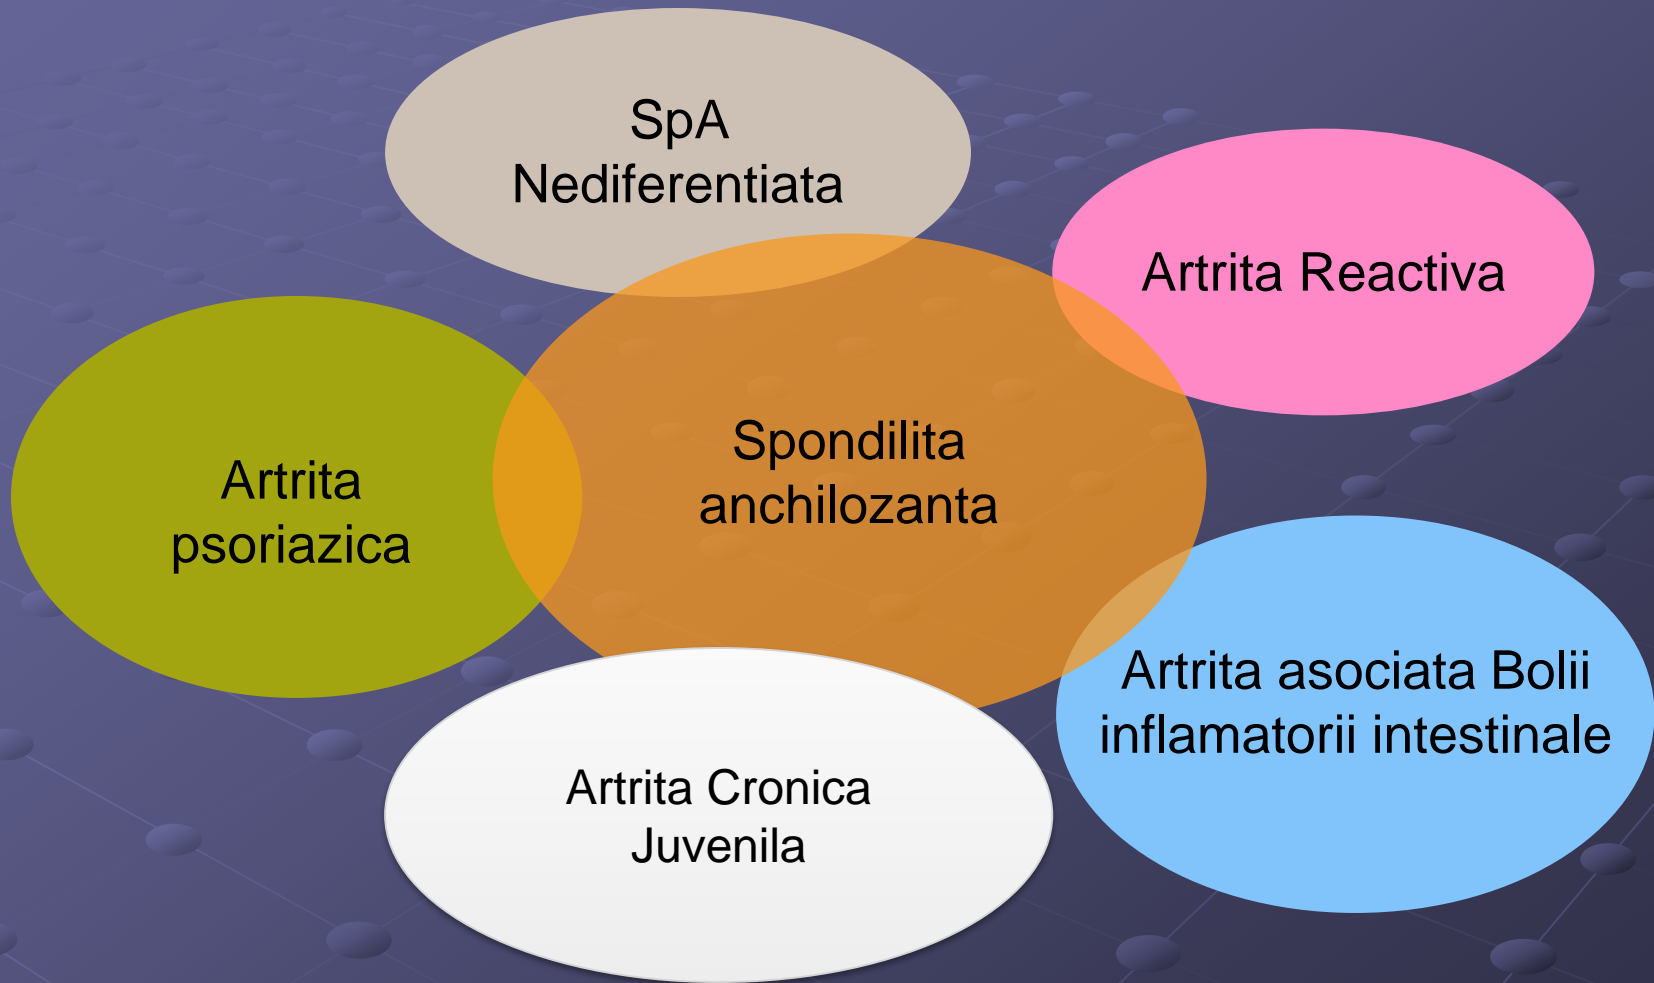 SpA
Nediferentiata
Artrita Reactiva
Spondilita
anchilozanta
Artrita
psoriazica
Artrita asociata Bolii
inflamatorii intestinale
Artrita Cronica
Juvenila